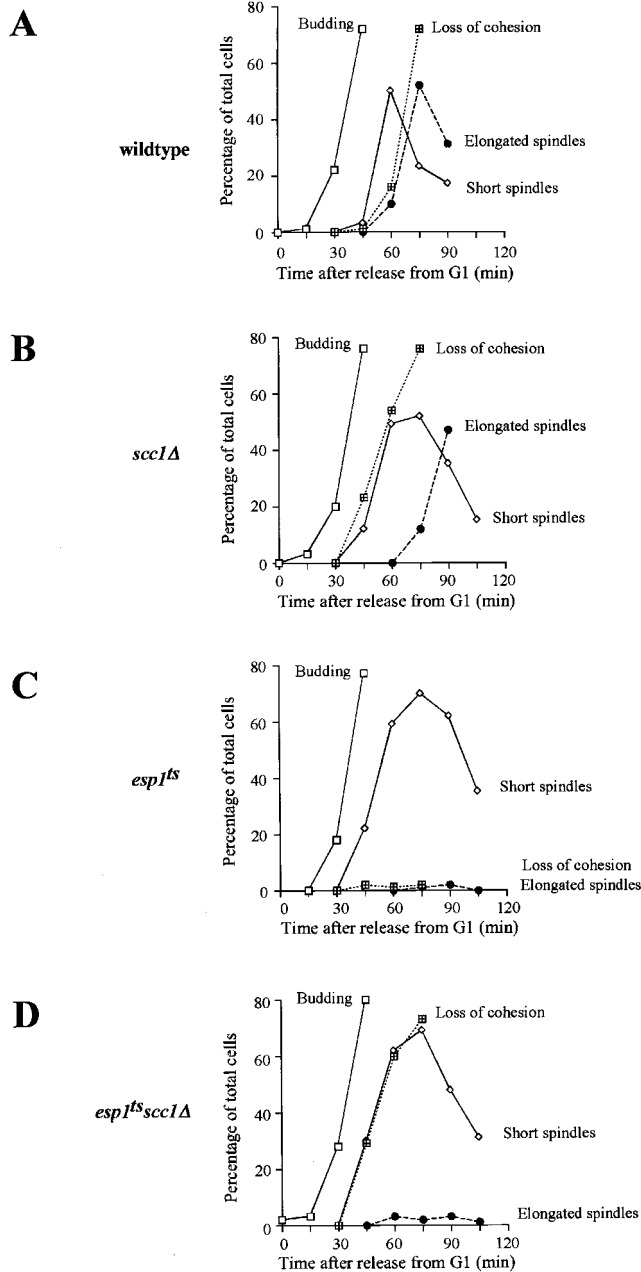 A
wildtype
Percentage of total cells
80
60
40
20
0
0 30 60 90 120
Time after release from G1 (min)
Budding
Loss of cohesion
Elongated spindles
Short spindles
B
scc1Δ
Percentage of total cells
80
60
40
20
0
0 30 60 90 120
Time after release from G1 (min)
Budding
Loss of cohesion
Elongated spindles
Short spindles
C
esp1ts
Percentage of total cells
80
60
40
20
0
0 30 60 90 120
Time after release from G1 (min)
Budding
Short spindles
Loss of cohesion
Elongated spindles
D
esp1tsscc1Δ
Percentage of total cells
80
60
40
20
0
0 30 60 90 120
Time after release from G1 (min)
Budding
Loss of cohesion
Short spindles
Elongated spindles